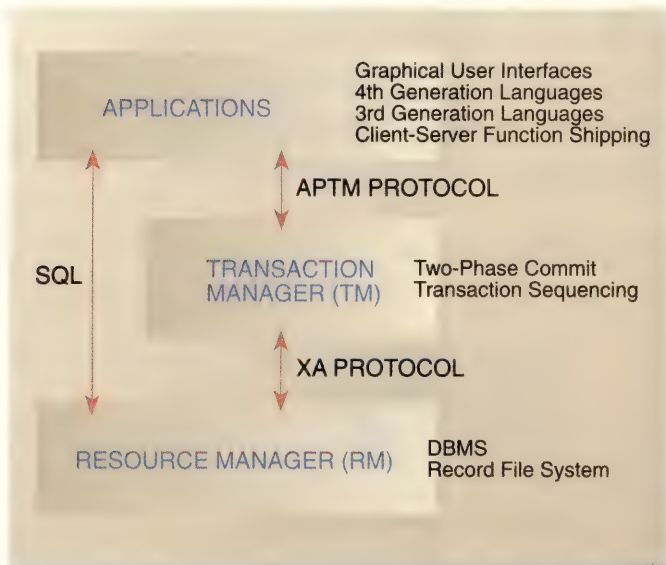 Graphical User Interfaces
4th Generation Languages
3rd Generation Languages
Client-Server Function Shipping
APPLICATIONS
APTM PROTOCOL
SQL
TRANSACTION
MANAGER (TM)
Two-Phase Commit
Transaction Sequencing
XA PROTOCOL
RESOURCE MANAGER (RM)
DBMS
Record File System